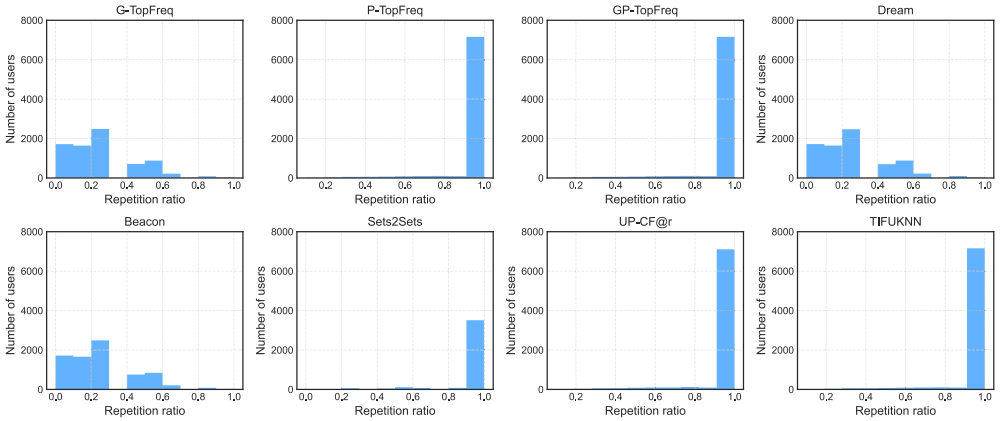 G-TopFreq
P-TopFreq
GP-TopFreq
Dream
Number of users
8000
6000
4000
2000
0
0.0 0.2 0.4 0.6 0.8 1.0
Repetition ratio
8000
6000
4000
2000
0
0.2 0.4 0.6 0.8 1.0
Repetition ratio
Number of users
8000
6000
4000
2000
0
0.2 0.4 0.6 0.8 1.0
Repetition ratio
Number of users
8000
6000
4000
2000
0
0.0 0.2 0.4 0.6 0.8 1.0
Repetition ratio
Beacon
Sets2Sets
UP-CF@r
TIFUKNN
Number of users
8000
6000
4000
2000
0
0.0 0.2 0.4 0.6 0.8 1.0
Repetition ratio
Number of users
8000
6000
4000
2000
0
0.0 0.2 0.4 0.6 0.8 1.0
Repetition ratio
Number of users
8000
6000
4000
2000
0
0.2 0.4 0.6 0.8 1.0
Repetition ratio
Number of users
8000
6000
4000
2000
0
0.2 0.4 0.6 0.8 1.0
Repetition ratio